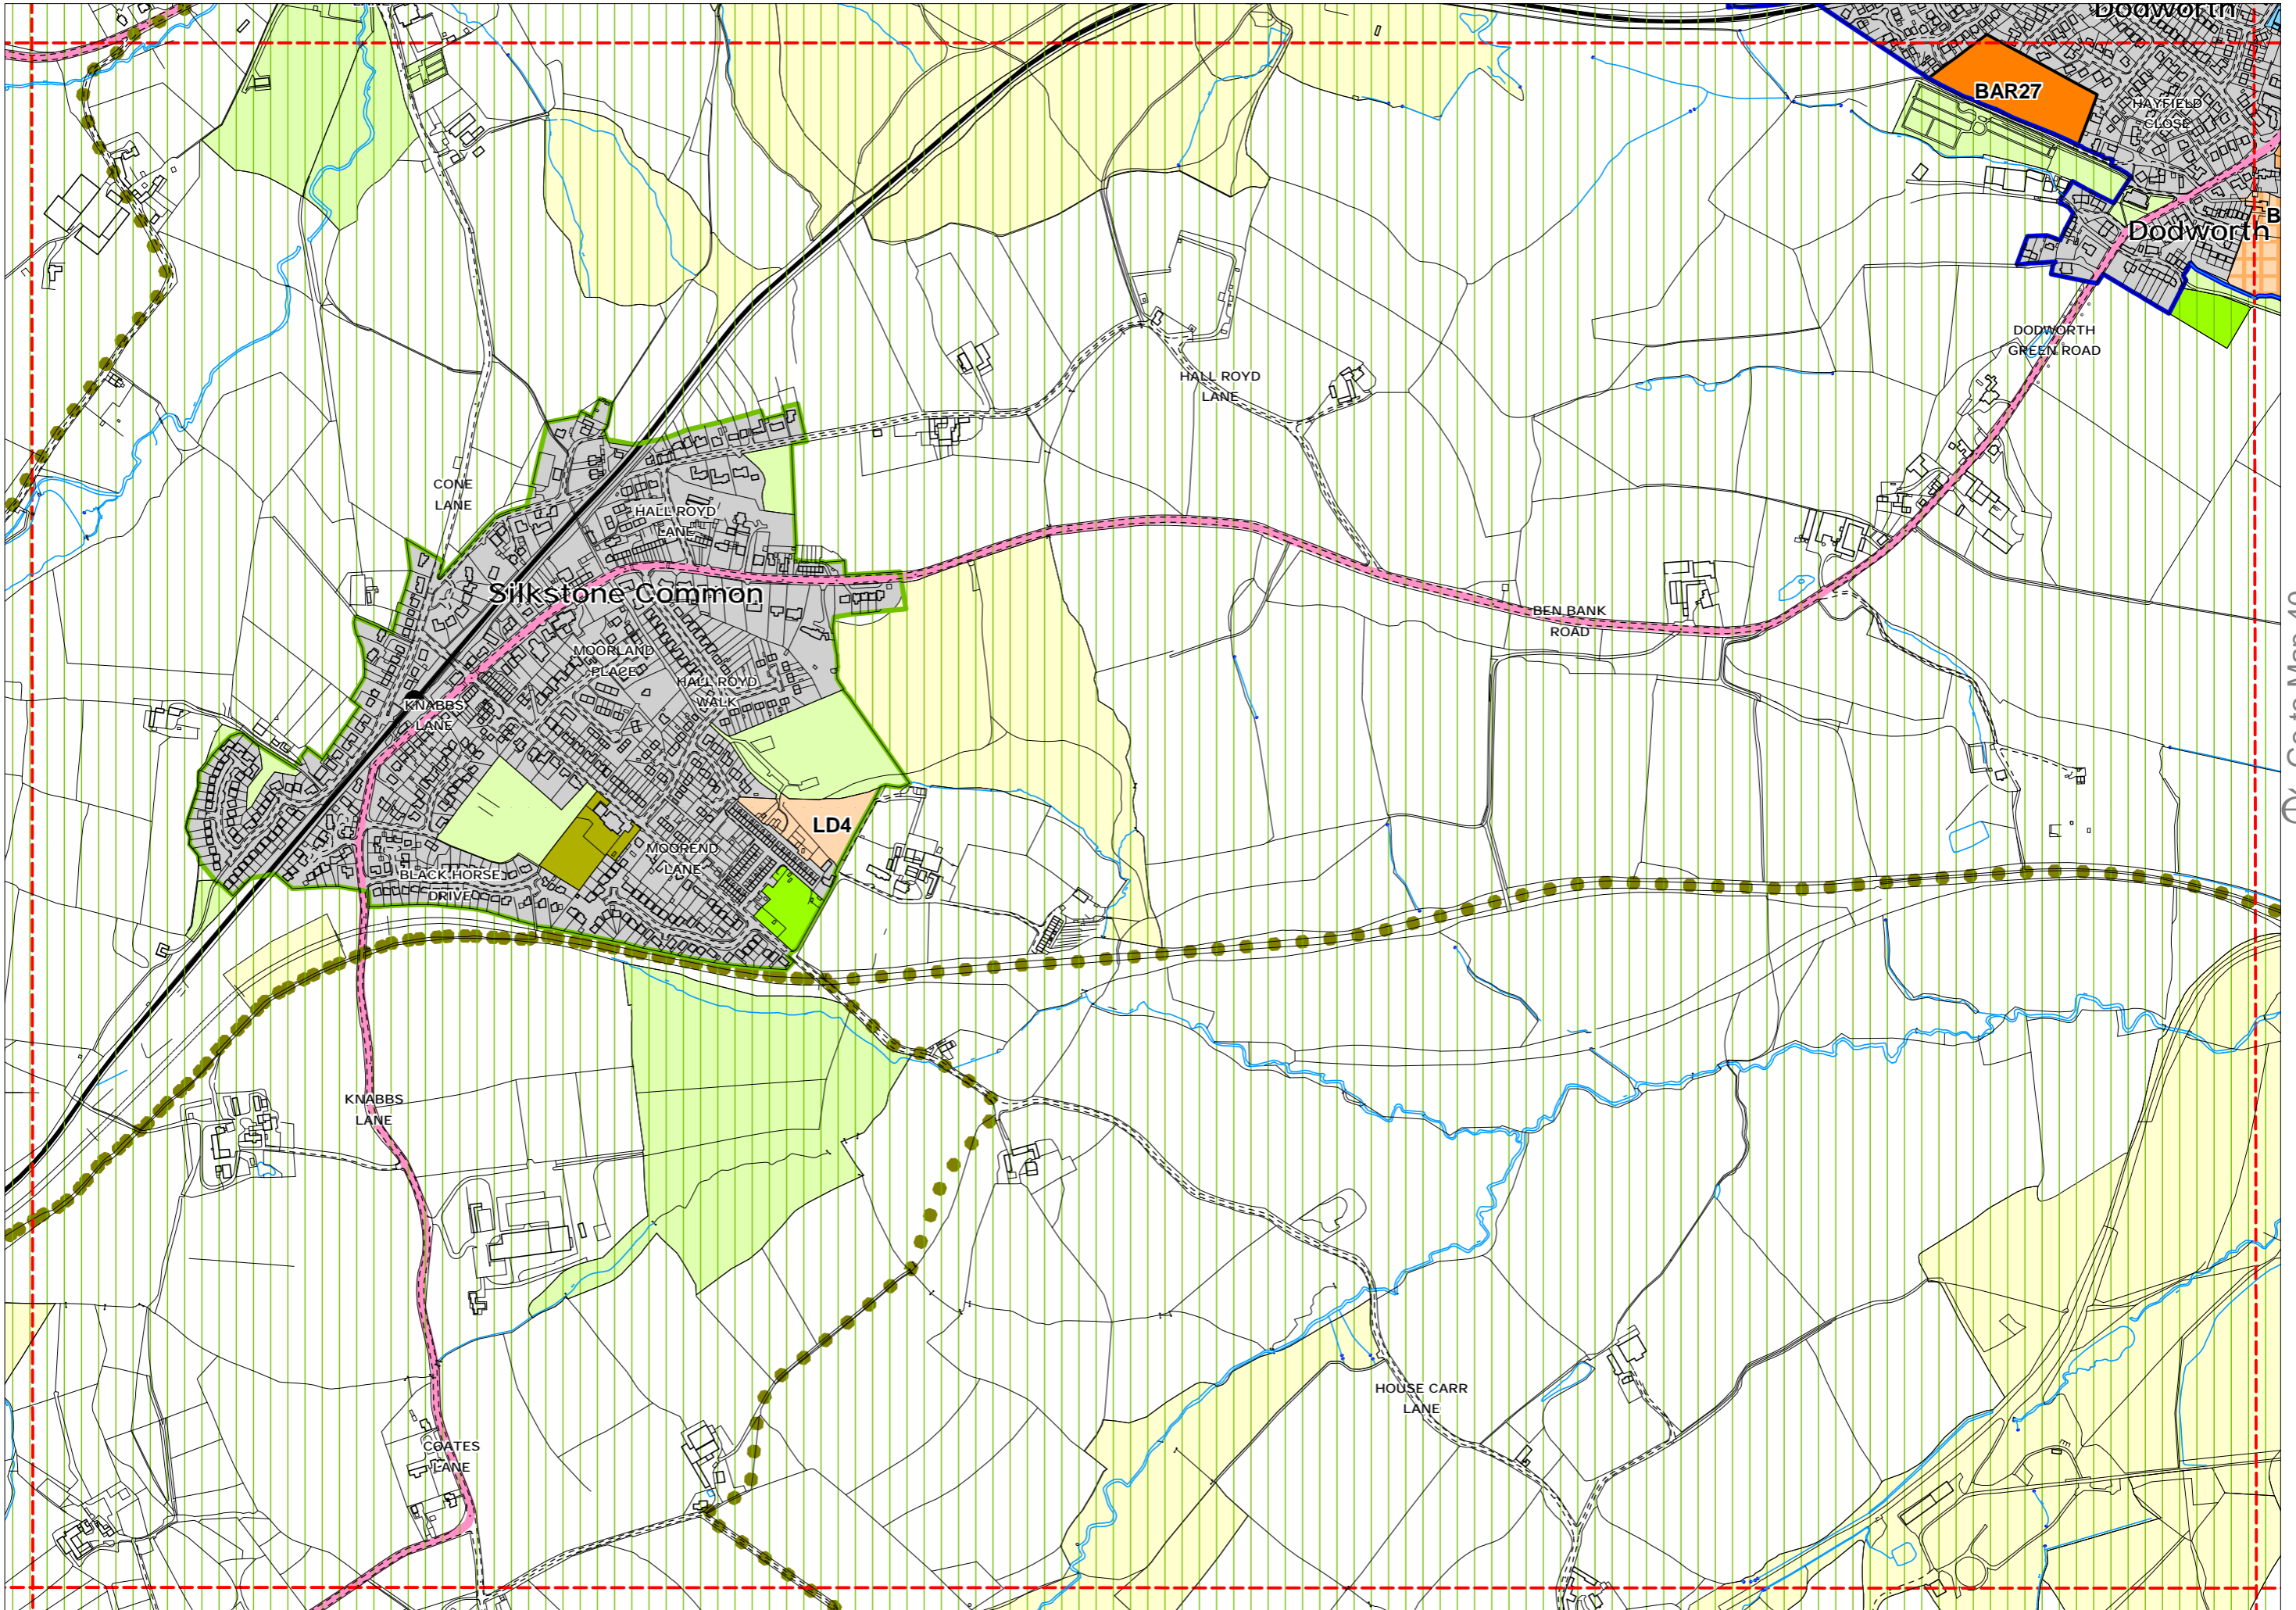 LANE
Dodworth
BAR27
HAYFIELD
CLOSE
B
Dodworth
DODWORTH
GREEN ROAD
HALL ROYD
LANE
CONE
LANE
HALL ROYD
LANE
Silkstone Common
BEN BANK
ROAD
MOORLAND
PLACE
HALL ROYD
WALK
KNABBS
LANE
LD4
MOOREND
LANE
BLACK HORSE
DRIVE
KNABBS
LANE
HOUSE CARR
LANE
COATES
LANE